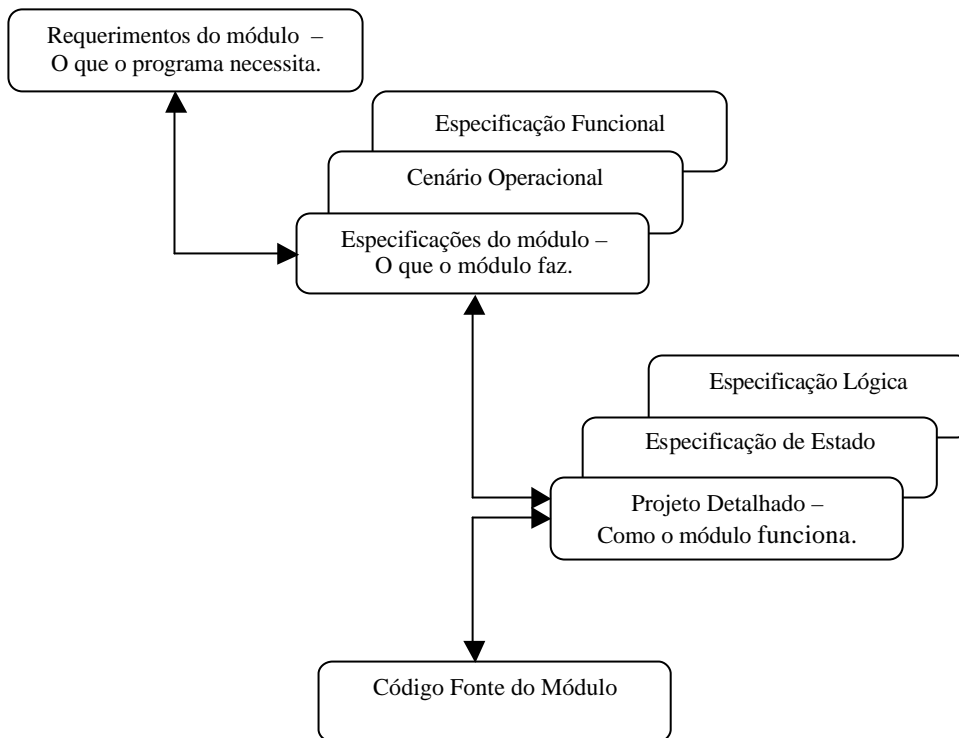 Requerimentos do módulo –
O que o programa necessita.
Especificação Funcional
Cenário Operacional
Especificações do módulo –
O que o módulo faz.
Especificação Lógica
Especificação de Estado
Projeto Detalhado –
Como o módulo funciona.
Código Fonte do Módulo